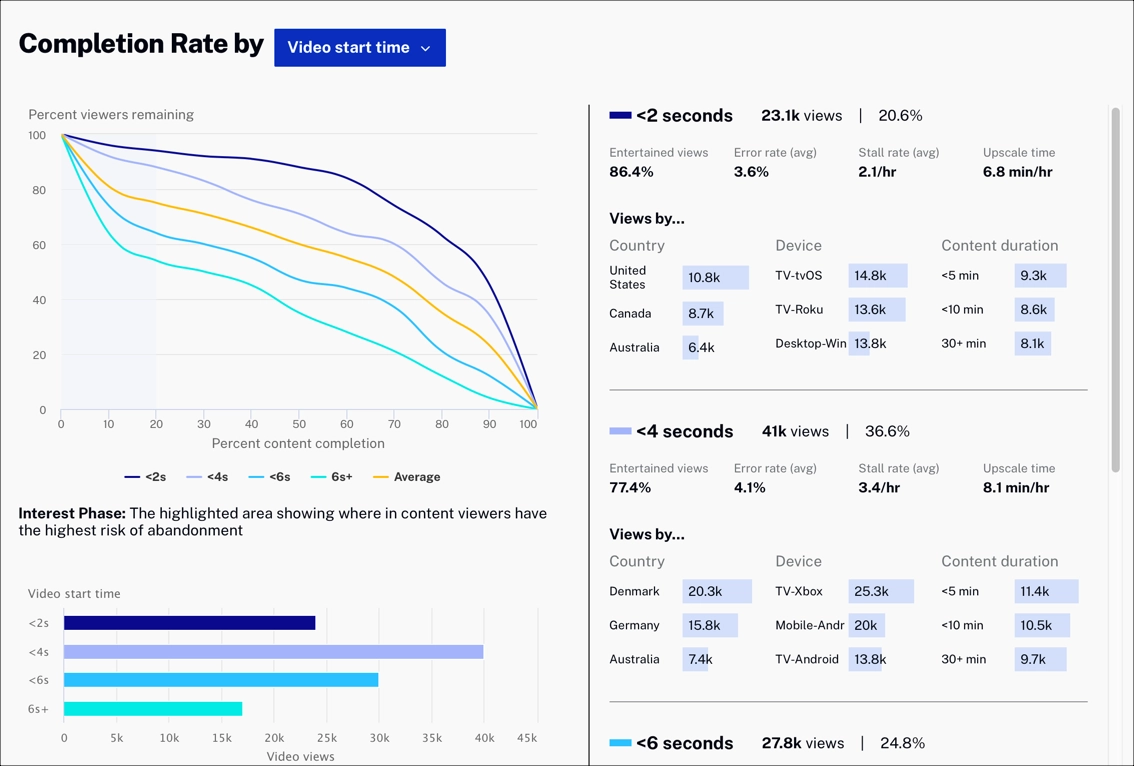 Completion Rate by Video start time
Percent viewers remaining
100
80
60
40
20
0
0 10 20 30 40 50 60 70 80 90 100
Percent content completion
<2s <4s <6s 6s+ Average
Interest Phase: The highlighted area showing where in content viewers have
the highest risk of abandonment
Video start time
<2s
<4s
<6s
6s+
0 5k 10k 15k 20k 25k 30k 35k 40k 45k
Video views
<2 seconds 23.1k views | 20.6%
Entertained views Error rate (avg) Stall rate (avg) Upscale time
86.4% 3.6% 2.1/hr 6.8 min/hr
Views by...
Country Device Content duration
United States 10.8k TV-tvOS 14.8k <5 min 9.3k
Canada 8.7k TV-Roku 13.6k <10 min 8.6k
Australia 6.4k Desktop-Win 13.8k 30+ min 8.1k
<4 seconds 41k views | 36.6%
Entertained views Error rate (avg) Stall rate (avg) Upscale time
77.4% 4.1% 3.4/hr 8.1 min/hr
Views by...
Country Device Content duration
Denmark 20.3k TV-Xbox 25.3k <5 min 11.4k
Germany 15.8k Mobile-Andr 20k <10 min 10.5k
Australia 7.4k TV-Android 13.8k 30+ min 9.7k
<6 seconds 27.8k views | 24.8%